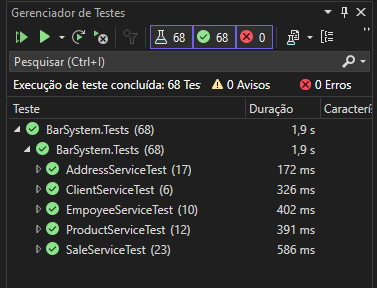 Gerenciador de Testes
68 68 0
Pesquisar (Ctrl+I)
Execução de teste concluída: 68 Tes 0 Avisos 0 Erros
Teste Duração Caracterís
BarSystem.Tests (68) 1,9 s
BarSystem.Tests (68) 1,9 s
AddressServiceTest (17) 172 ms
ClientServiceTest (6) 326 ms
EmpoyeeServiceTest (10) 402 ms
ProductServiceTest (12) 391 ms
SaleServiceTest (23) 586 ms